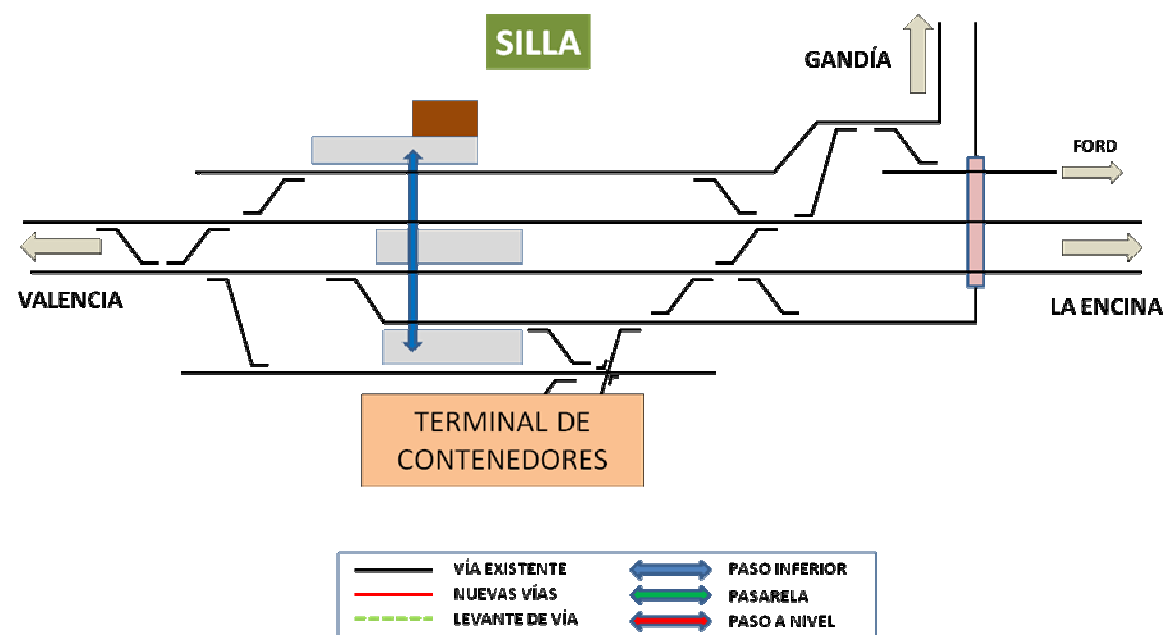 SILLA
GANDÍA
FORD
VALENCIA
LA ENCINA
TERMINAL DE
CONTENEDORES
VÍA EXISTENTE
PASO INFERIOR
NUEVAS VÍAS
PASARELA
LEVANTE DE VÍA
PASO A NIVEL